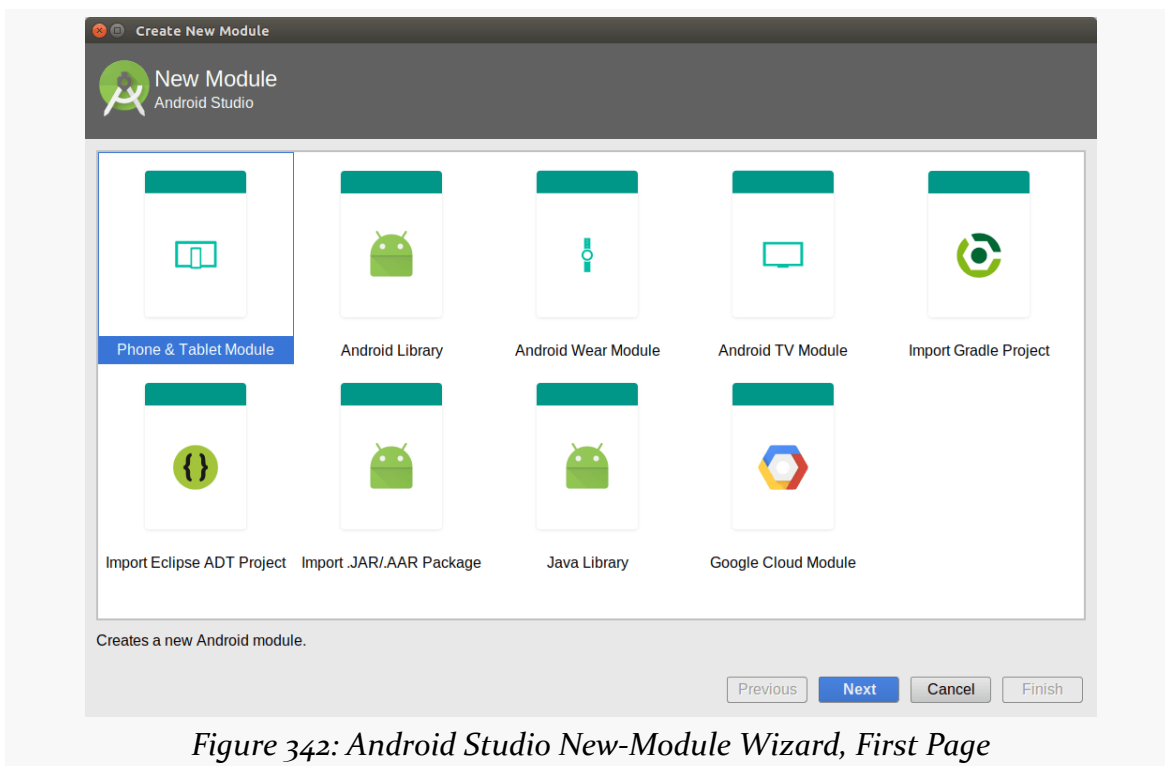 Create New Module
New Module
Android Studio
Phone & Tablet Module
Android Library
Android Wear Module
Android TV Module
Import Gradle Project
{}
Import Eclipse ADT Project
Import .JAR/.AAR Package
Java Library
Google Cloud Module
Creates a new Android module.
Previous
Next
Cancel
Finish
Figure 342: Android Studio New-Module Wizard, First Page